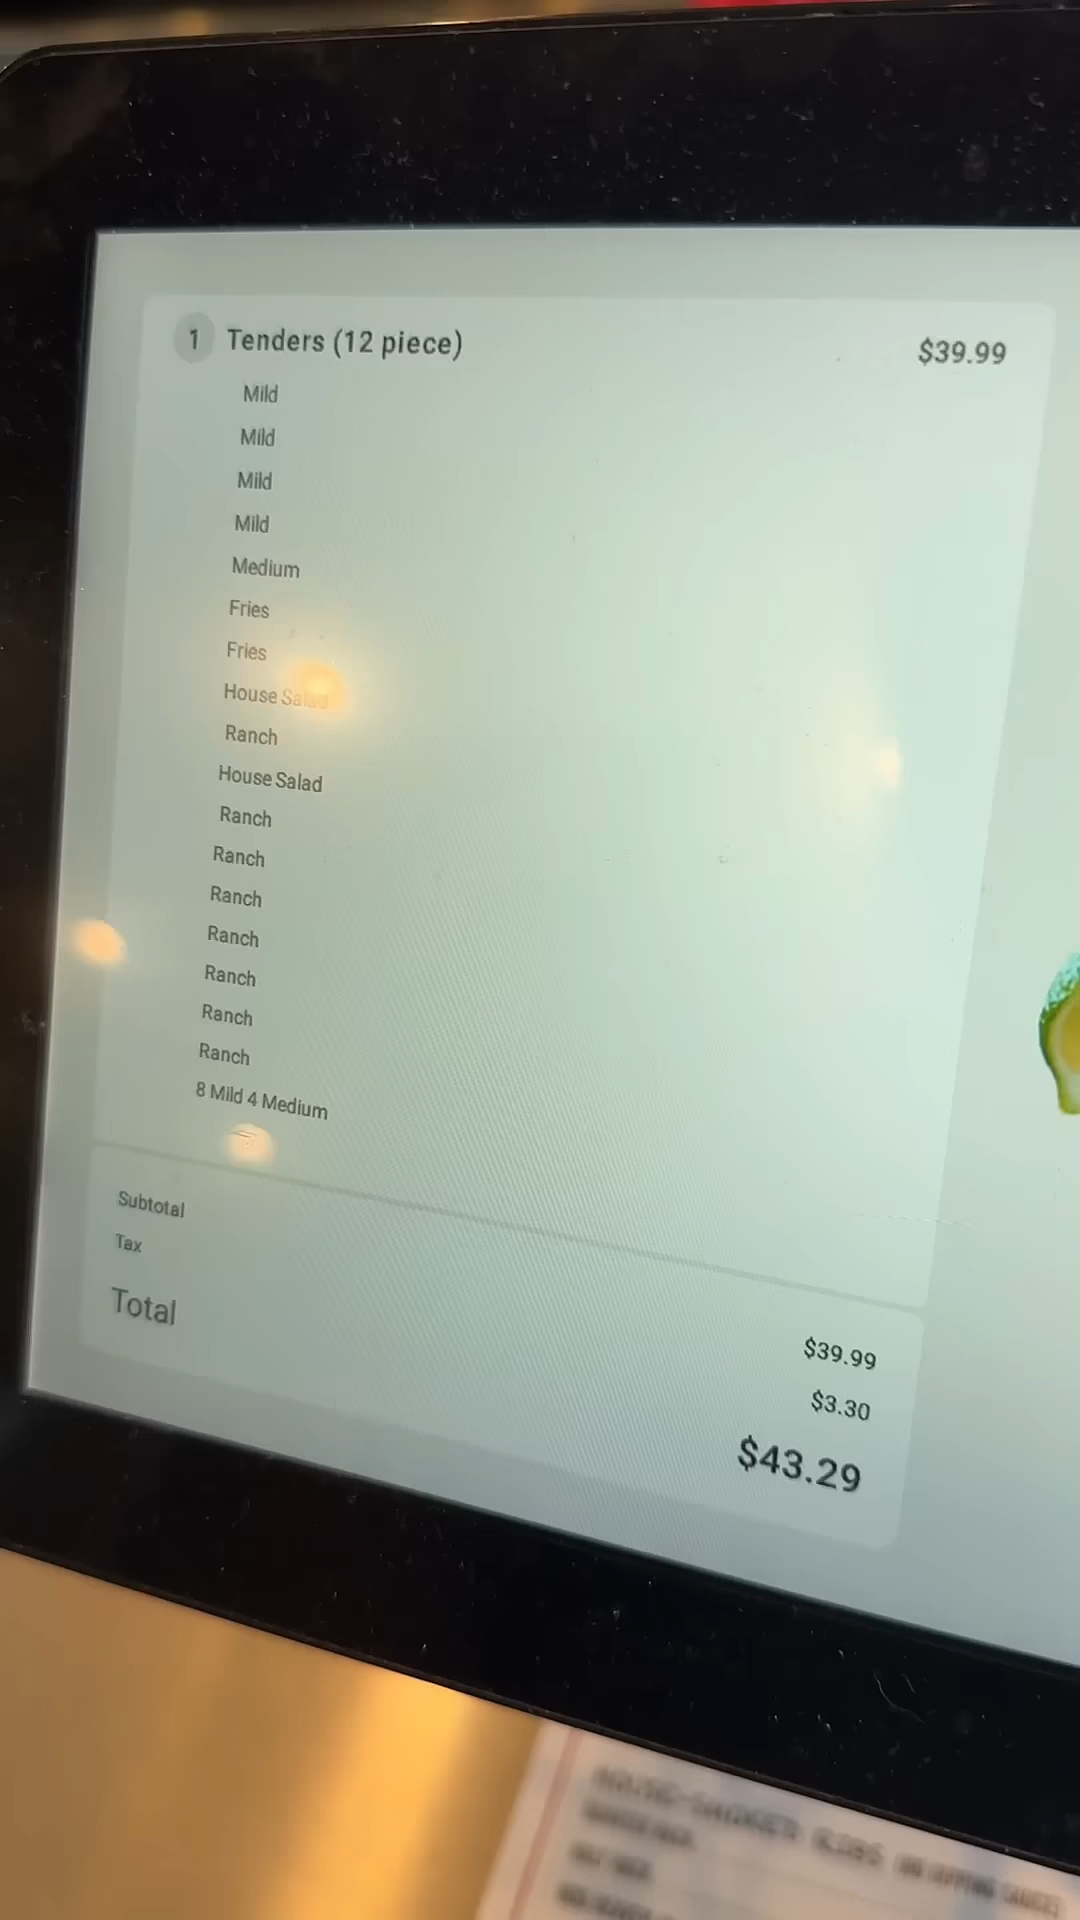 1 Tenders (12 piece) $39.99
Mild
Mild
Mild
Mild
Medium
Fries
Fries
House Salad
Ranch
House Salad
Ranch
Ranch
Ranch
Ranch
Ranch
Ranch
Ranch
8 Mild 4 Medium
Subtotal $39.99
Tax $3.30
Total $43.29